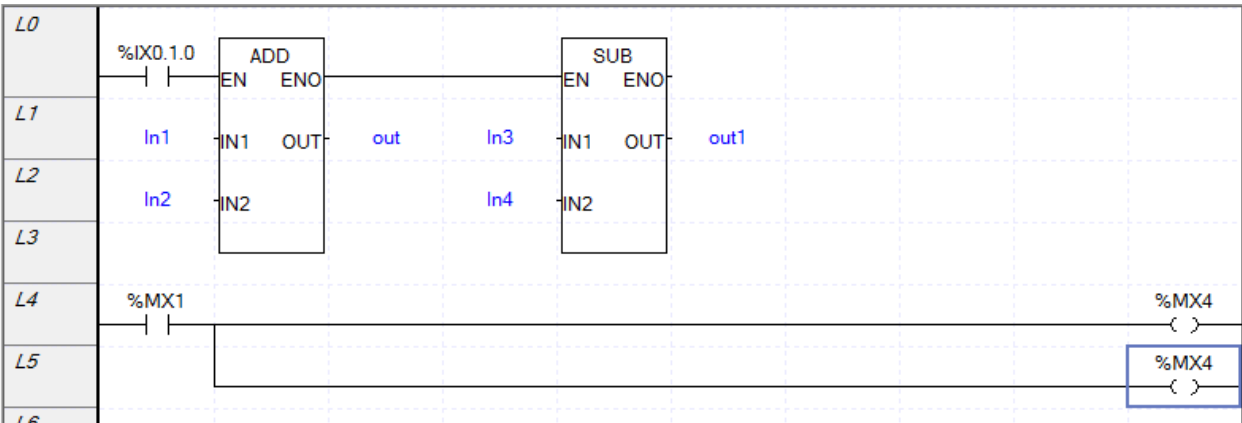 L0
%IX0.1.0 ADD SUB
EN ENO EN ENO
L1
In1 IN1 OUT out In3 IN1 OUT out1
L2
In2 IN2 In4 IN2
L3
L4
%MX1 %MX4
L5
%MX4